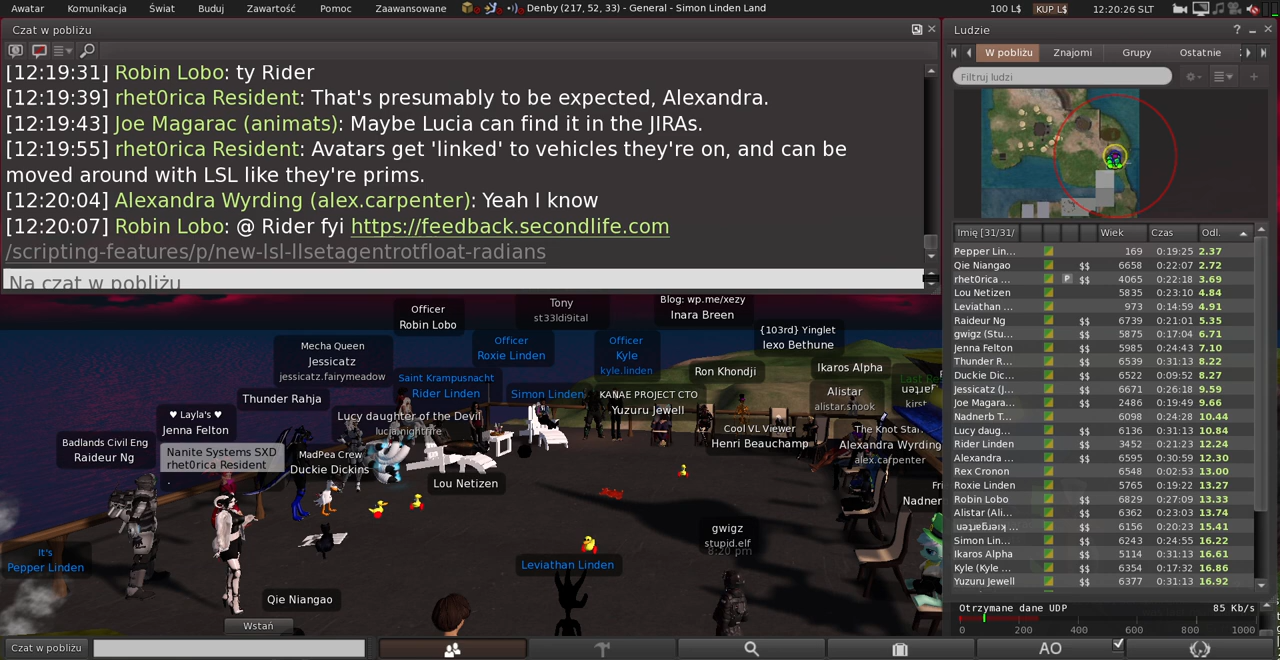 Awatar Komunikacja Świat Buduj Zawartość Pomoc Zaawansowane Denby (217, 52, 33) - General - Simon Linden Land 100 L$ KUP L$ 12:20:26 SLT
Czat w pobliżu
[12:19:31] Robin Lobo: ty Rider
[12:19:39] rhet0rica Resident: That's presumably to be expected, Alexandra.
[12:19:43] Joe Magarac (animats): Maybe Lucia can find it in the JIRAs.
[12:19:55] rhet0rica Resident: Avatars get 'linked' to vehicles they're on, and can be
moved around with LSL like they're prims.
[12:20:04] Alexandra Wyrding (alex.carpenter): Yeah I know
[12:20:07] Robin Lobo: @ Rider fyi https://feedback.secondlife.com
/scripting-features/p/new-lsl-llsetagentrotfloat-radians
Na czat w pobliżu
Officer
Robin Lobo
Tony
st33ldi9ital
Blog: wp.me/xezy
Inara Breen
{103rd} Yinglet
Iexo Bethune
Mecha Queen
Jessicatz
jessicatz.fairymeadow
Officer
Roxie Linden
Officer
Kyle
kyle.linden
Ron Khondji
Ikaros Alpha
Saint Krampusnacht
Rider Linden
Simon Linden
KANAE PROJECT CTO
Yuzuru Jewell
Alistar
alistar.snook
kirst
Thunder Rahja
♥ Layla's ♥
Jenna Felton
Lucy daughter of the Devil
lucia.nightfire
Cool VL Viewer
Henri Beauchamp
The Knot Star
Alexandra Wyrding
alex.carpenter
Badlands Civil Eng
Raideur Ng
Nanite Systems SXD
rhet0rica Resident
.
MadPea Crew
Duckie Dickins
Lou Netizen
Fri
Nadner
gwigz
stupid.elf
8:20 pm
It's
Pepper Linden
Leviathan Linden
Qie Niangao
Wstań
Czat w pobliżu
AO
Ludzie
W pobliżu Znajomi Grupy Ostatnie
Filtruj ludzi
Imię [31/31/ Wiek Czas Odl.
Pepper Lin... 169 0:19:25 2.37
Qie Niangao $$ 6658 0:22:07 2.72
rhet0rica ... P $$ 4065 0:22:18 3.69
Lou Netizen 5835 0:23:10 4.84
Leviathan ... 973 0:14:59 4.91
Raideur Ng $$ 6739 0:21:01 5.35
gwigz (Stu... $$ 5875 0:17:04 6.71
Jenna Felton $$ 5985 0:24:43 7.10
Thunder R... $$ 6539 0:31:13 8.22
Duckie Dic... $$ 6522 0:09:52 8.27
Jessicatz (J... $$ 6671 0:26:18 9.59
Joe Magara... $$ 2486 0:19:49 9.66
Nadnerb T... 6098 0:24:28 10.44
Lucy daug... $$ 6136 0:31:13 10.84
Rider Linden $$ 3452 0:21:23 12.24
Alexandra ... $$ 6595 0:30:59 12.30
Rex Cronon 6548 0:02:53 13.00
Roxie Linden 5765 0:19:22 13.27
Robin Lobo $$ 6829 0:27:09 13.33
Alistar (Ali... $$ 6362 0:23:03 13.74
$$ 6156 0:20:23 15.41
Simon Lin... $$ 6243 0:24:55 16.22
Ikaros Alpha $$ 5114 0:31:13 16.61
Kyle (Kyle ... $$ 6354 0:17:32 16.86
Yuzuru Jewell $$ 6377 0:31:13 16.92
Otrzymane dane UDP 85 Kb/s
0 200 400 600 800 1000